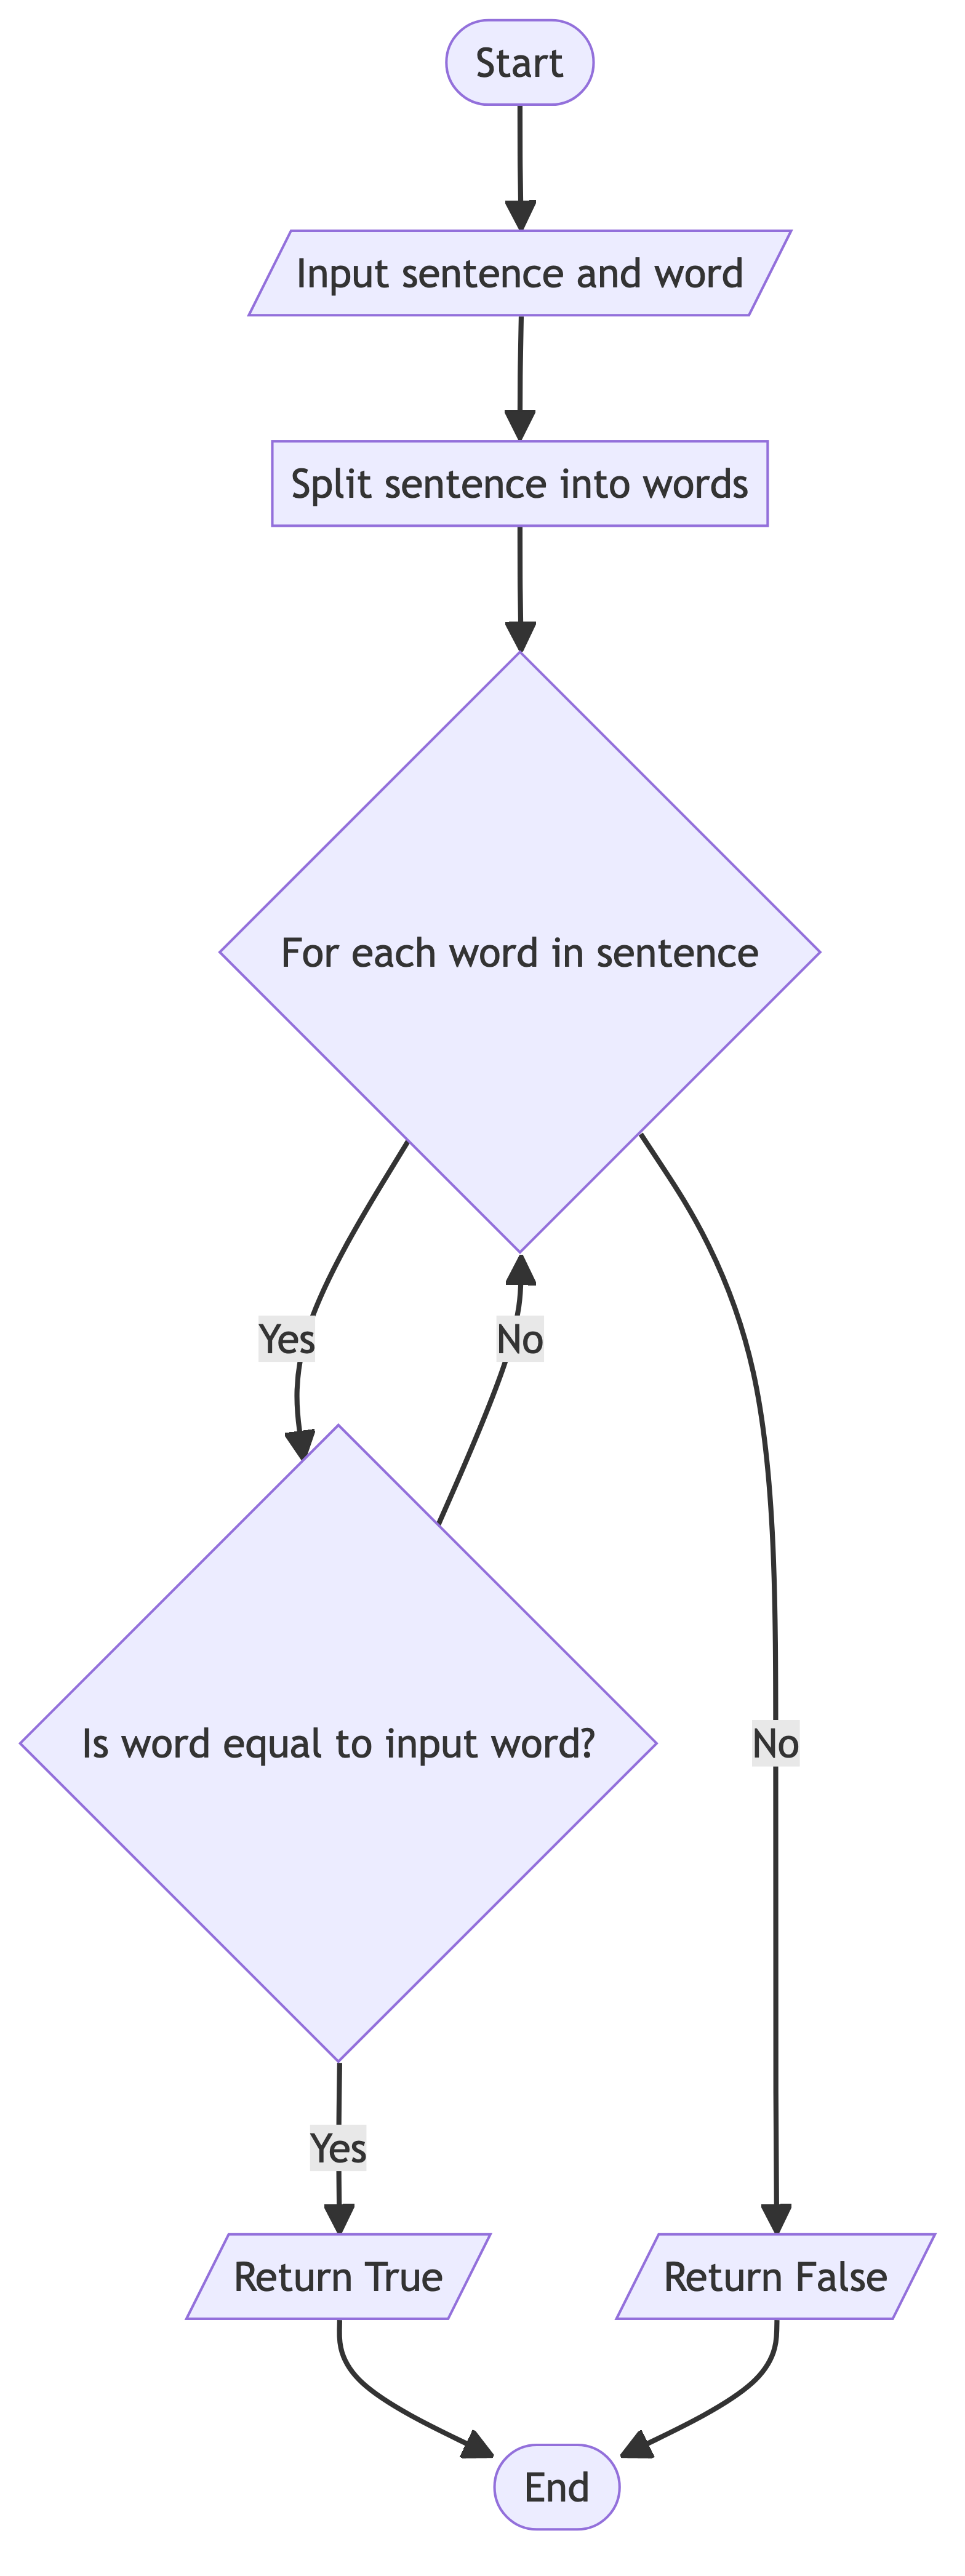 Start
Input sentence and word
Split sentence into words
For each word in sentence
Yes
No
Is word equal to input word?
No
Yes
Return True
Return False
End